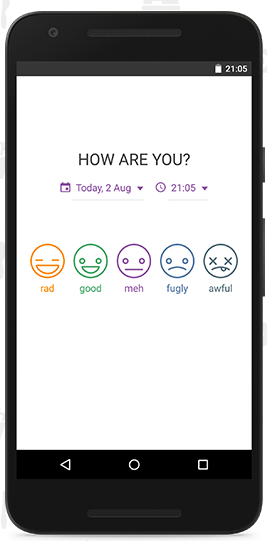 21:05
HOW ARE YOU?
Today, 2 Aug 21:05
rad good meh fugly awful